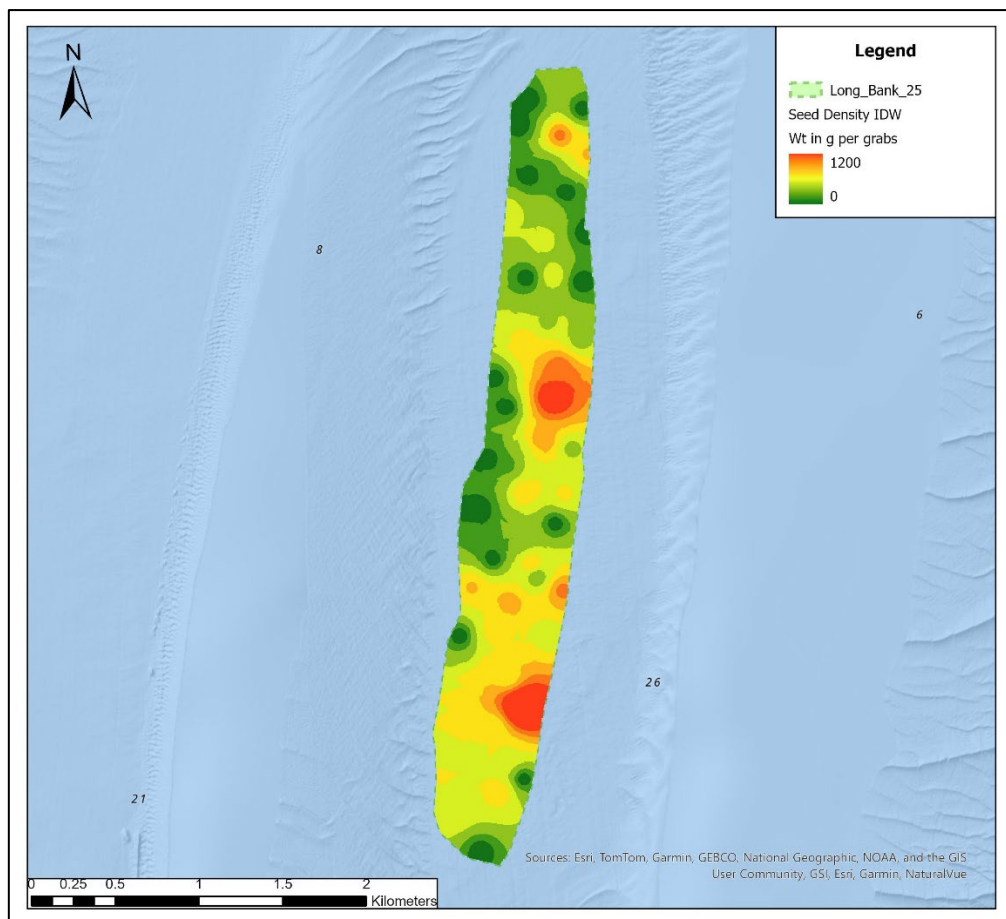 N
Legend
Long_Bank_25
Seed Density IDW
Wt in g per grabs
1200
0
8
6
26
21
Sources: Esri, TomTom, Garmin, GEBCO, National Geographic, NOAA, and the GIS
User Community, GSI, Esri, Garmin, NaturalVue
0 0.25 0.5 1 1.5 2
Kilometers